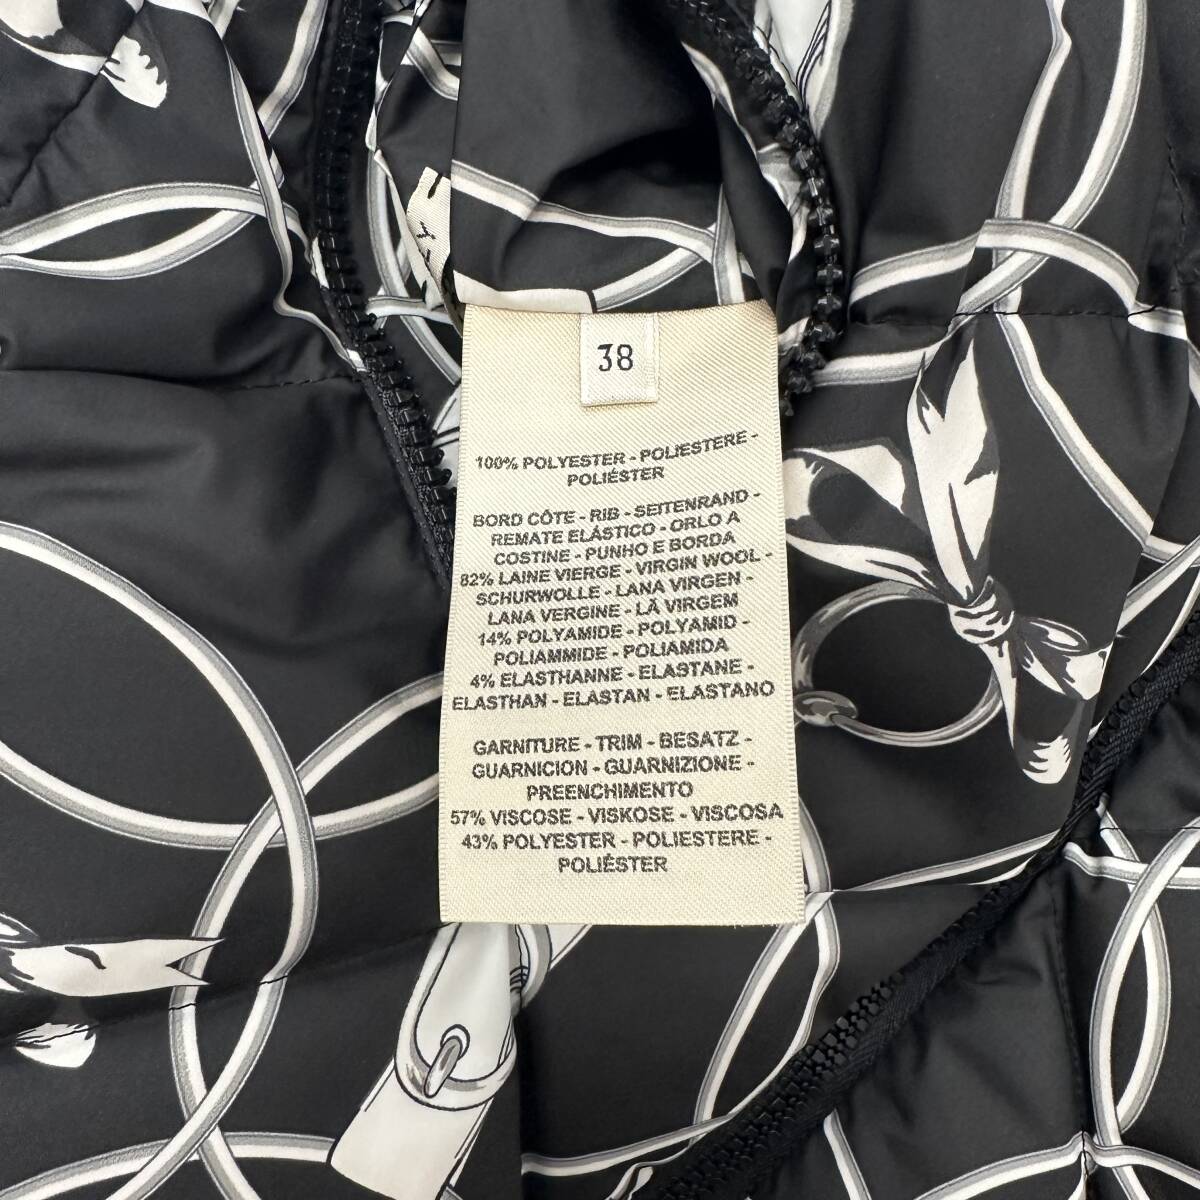 38
100% POLYESTER - POLIESTERE -
POLIÉSTER
BORD CÔTE - RIB - SEITENRAND -
REMATE ELÁSTICO - ORLO A
COSTINE - PUNHO E BORDA
82% LAINE VIERGE - VIRGIN WOOL -
SCHURWOLLE - LANA VIRGEN -
LANA VERGINE - LÃ VIRGEM
14% POLYAMIDE - POLYAMID -
POLIAMMIDE - POLIAMIDA
4% ELASTHANNE - ELASTANE -
ELASTHAN - ELASTAN - ELASTANO
GARNITURE - TRIM - BESATZ -
GUARNICION - GUARNIZIONE -
PREENCHIMENTO
57% VISCOSE - VISKOSE - VISCOSA
43% POLYESTER - POLIESTERE -
POLIÉSTER